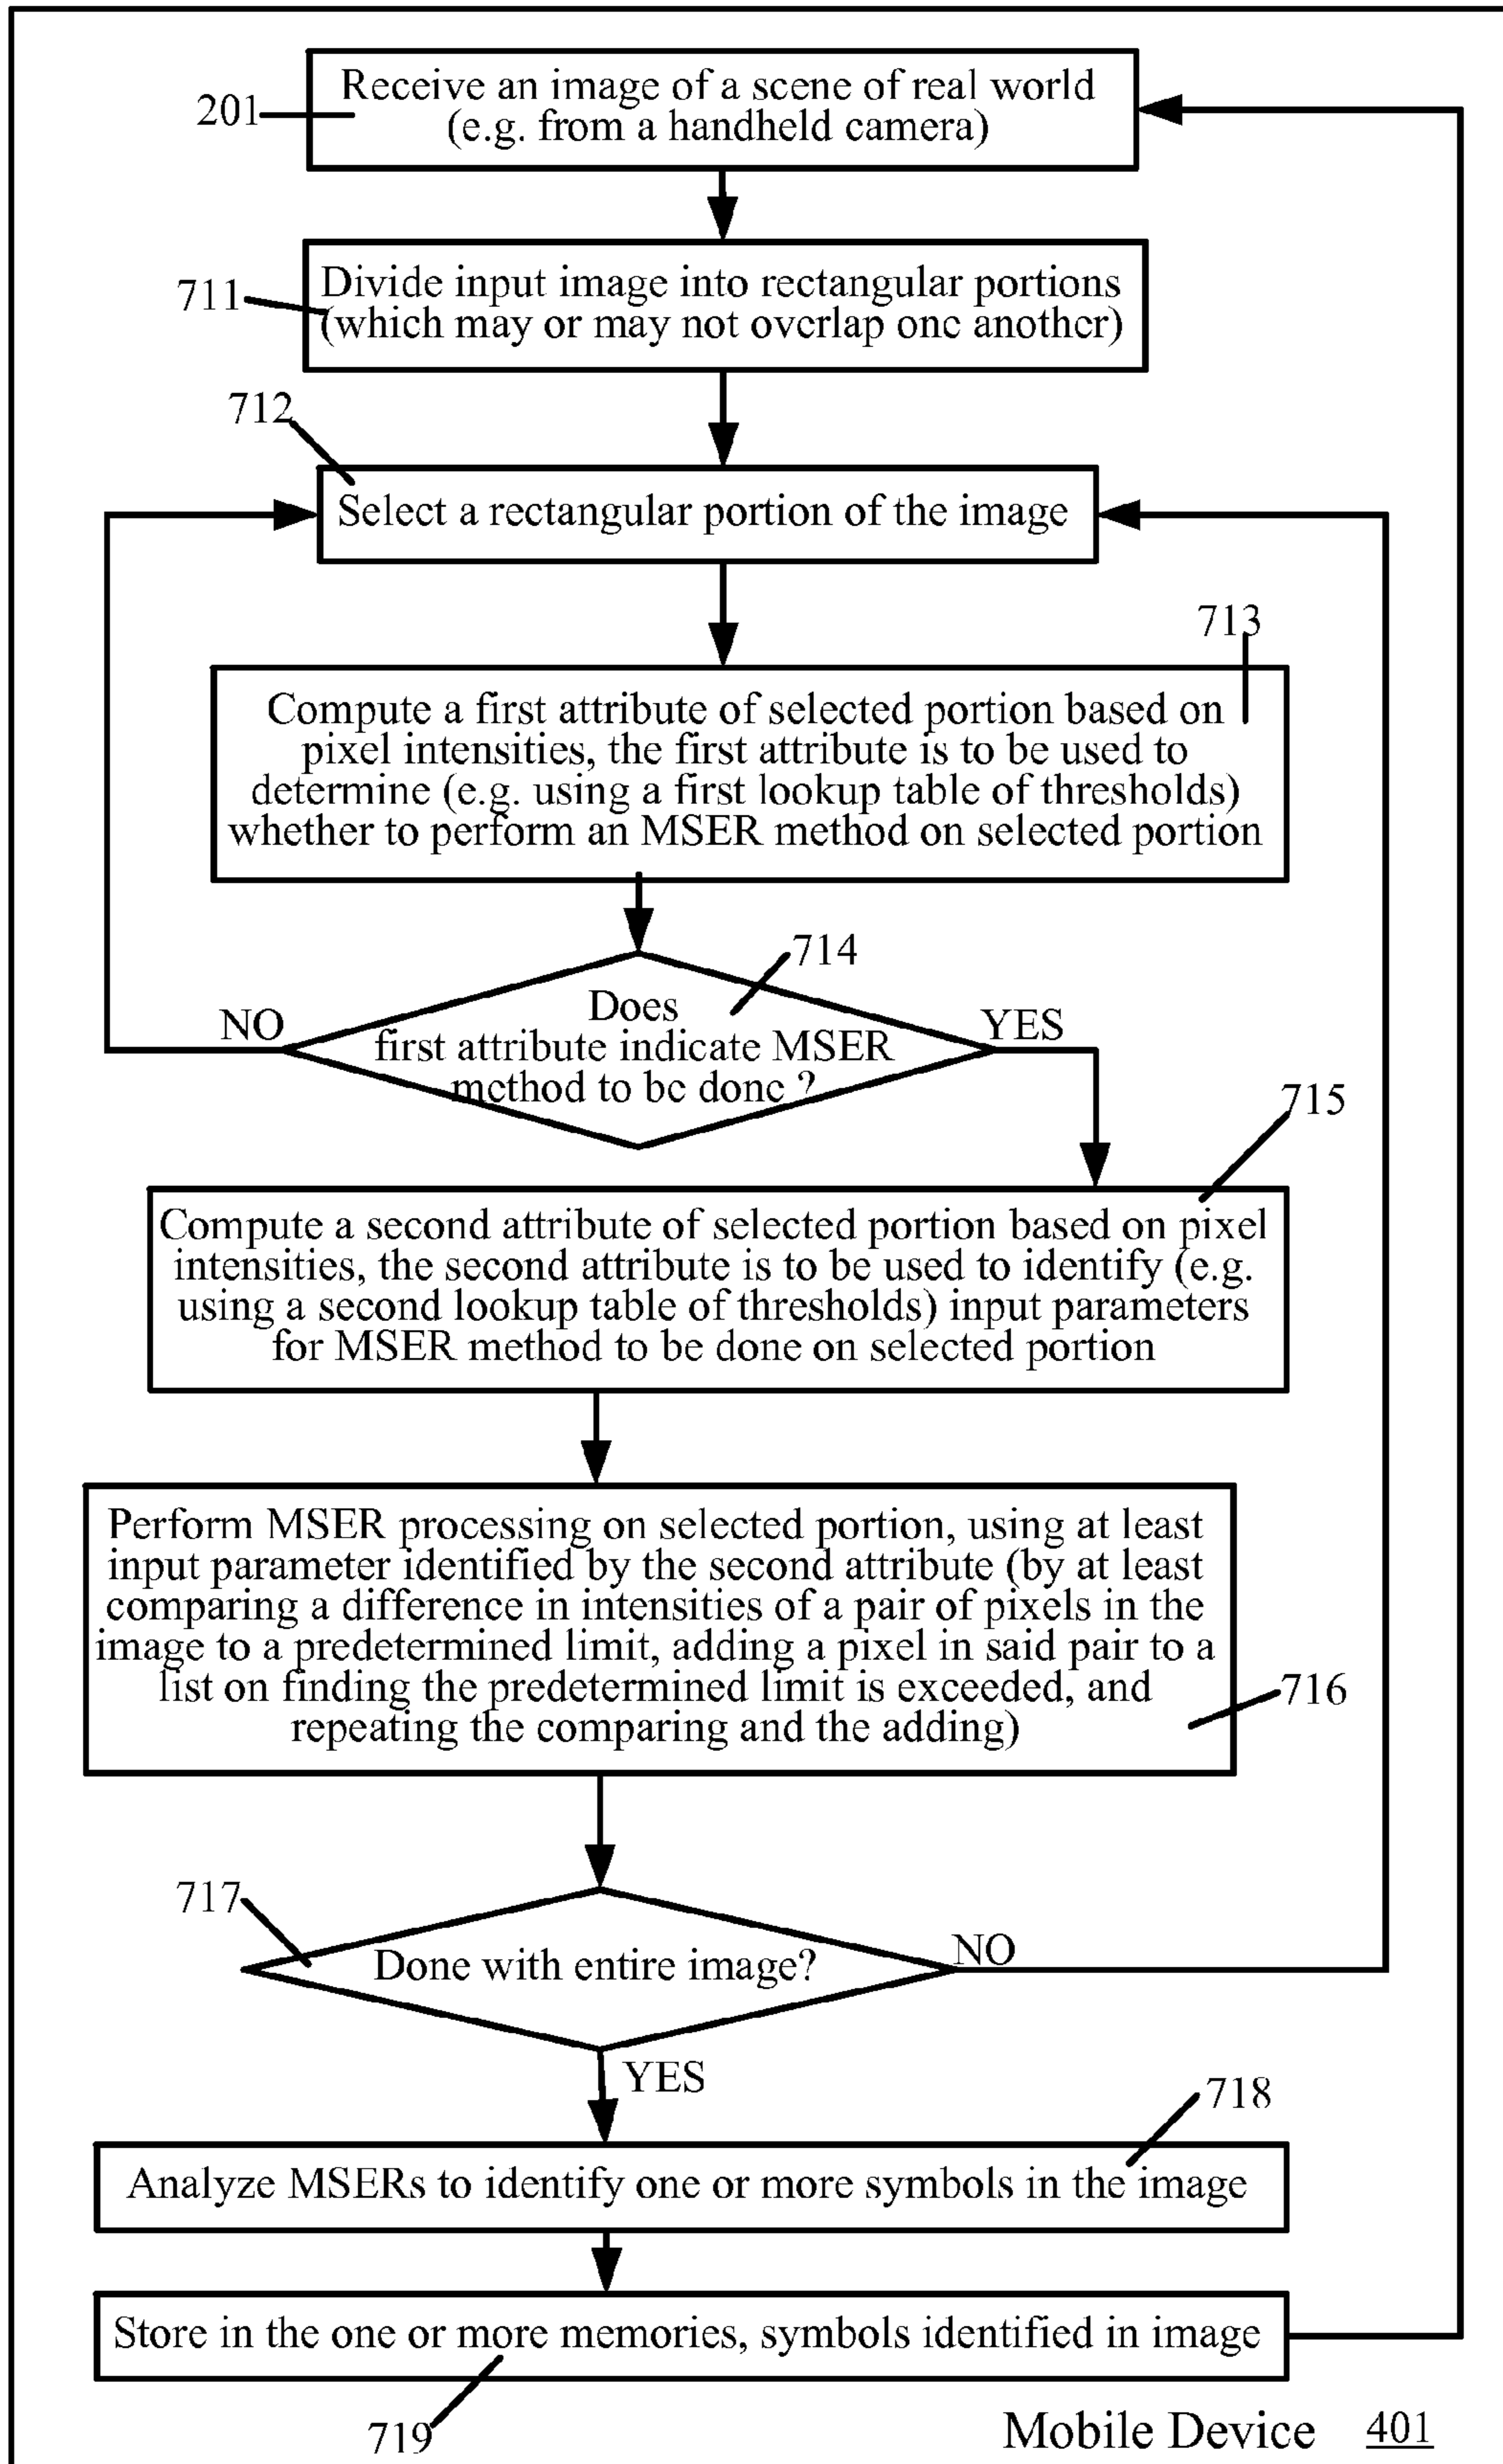 Receive an image of a scene of real world
(e.g. from a handheld camera)
201
Divide input image into rectangular portions
(which may or may not overlap one another)
711
712
Select a rectangular portion of the image
713
Compute a first attribute of selected portion based on
pixel intensities, the first attribute is to be used to
determine (e.g. using a first lookup table of thresholds)
whether to perform an MSER method on selected portion
714
NO
Does
first attribute indicate MSER
method to be done ?
YES
715
Compute a second attribute of selected portion based on pixel
intensities, the second attribute is to be used to identify (e.g.
using a second lookup table of thresholds) input parameters
for MSER method to be done on selected portion
Perform MSER processing on selected portion, using at least
input parameter identified by the second attribute (by at least
comparing a difference in intensities of a pair of pixels in the
image to a predetermined limit, adding a pixel in said pair to a
list on finding the predetermined limit is exceeded, and
repeating the comparing and the adding)
716
717
Done with entire image?
NO
YES
718
Analyze MSERs to identify one or more symbols in the image
Store in the one or more memories, symbols identified in image
719
Mobile Device 401